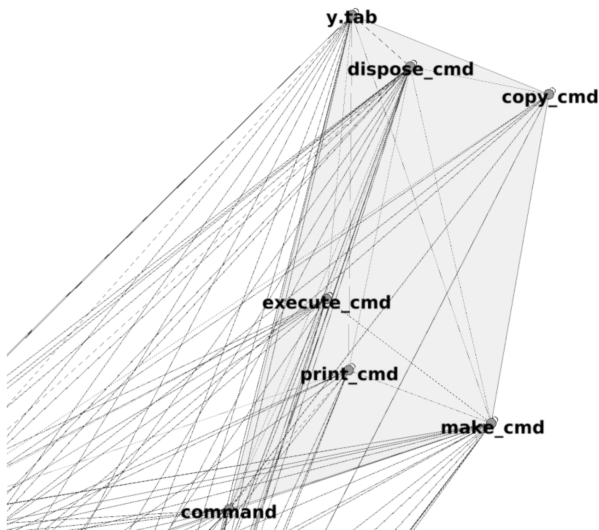 y.tab
dispose_cmd
copy_cmd
execute_cmd
print_cmd
make_cmd
command